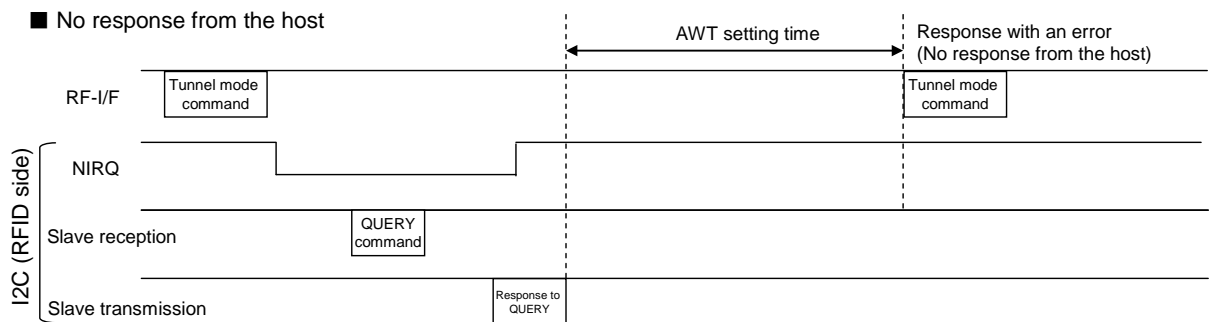 ■ No response from the host
AWT setting time
Response with an error
(No response from the host)
RF-I/F
Tunnel mode
command
Tunnel mode
command
I2C (RFID side)
NIRQ
Slave reception
QUERY
command
Slave transmission
Response to
QUERY